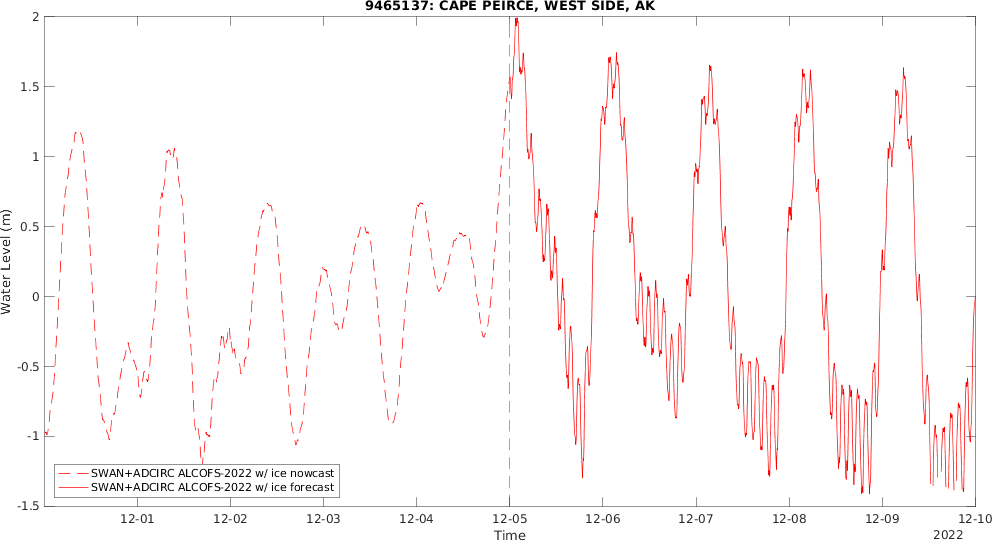 9465137: CAPE PEIRCE, WEST SIDE, AK
2
1.5
1
0.5
0
-0.5
-1
-1.5
Water Level (m)
SWAN+ADCIRC ALCOFS-2022 w/ ice nowcast
SWAN+ADCIRC ALCOFS-2022 w/ ice forecast
12-01 12-02 12-03 12-04 12-05 12-06 12-07 12-08 12-09 12-10
Time
2022